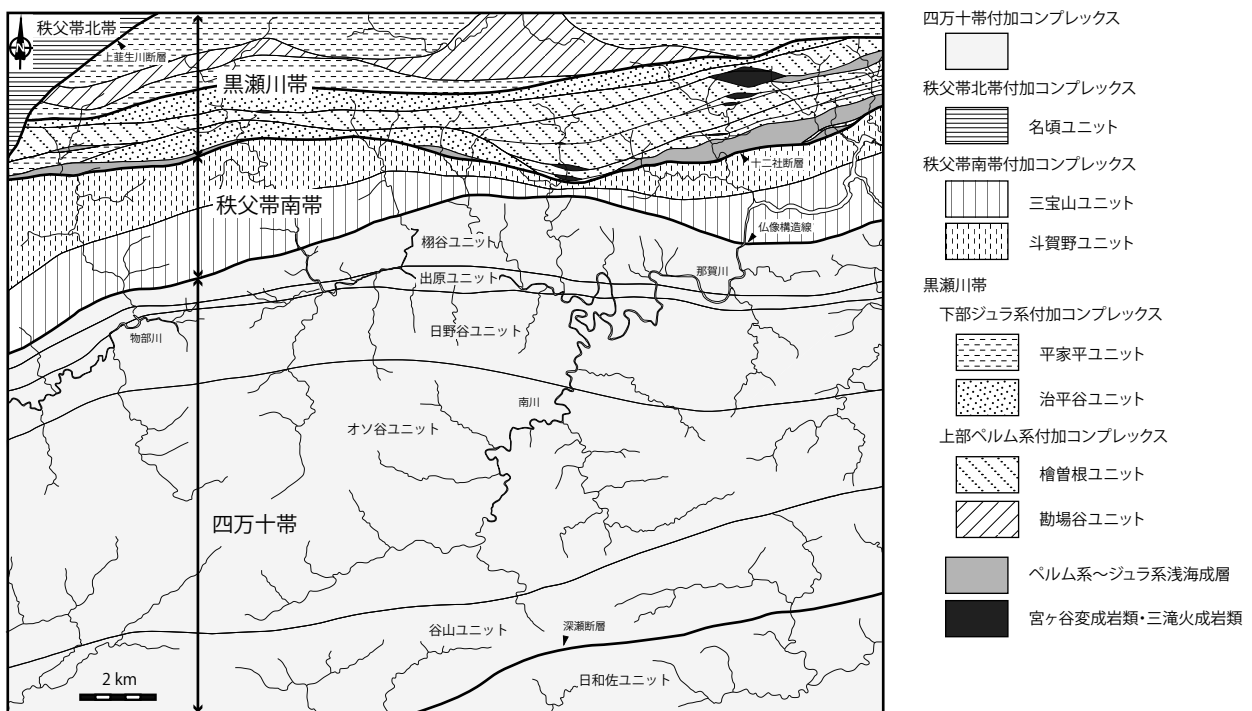 秩父帯北帯
N
上韮生川断層
黒瀬川帯
十二社断層
秩父帯南帯
仏像構造線
栩谷ユニット
那賀川
出原ユニット
日野谷ユニット
物部川
南川
オソ谷ユニット
四万十帯
谷山ユニット
深瀬断層
日和佐ユニット
2 km
四万十帯付加コンプレックス
秩父帯北帯付加コンプレックス
名頃ユニット
秩父帯南帯付加コンプレックス
三宝山ユニット
斗賀野ユニット
黒瀬川帯
下部ジュラ系付加コンプレックス
平家平ユニット
治平谷ユニット
上部ペルム系付加コンプレックス
檜曽根ユニット
勘場谷ユニット
ペルム系～ジュラ系浅海成層
宮ヶ谷変成岩類・三滝火成岩類